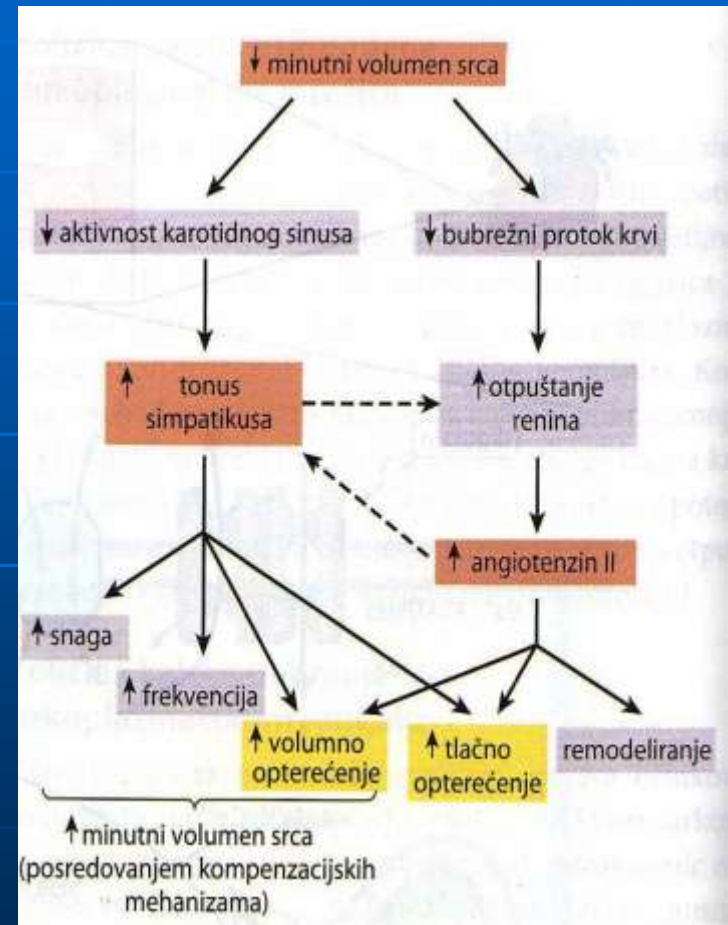 ↓ minutni volumen srca
↓ aktivnost karotidnog sinusa
↓ bubrežni protok krvi
↑ tonus
simpatikusa
↑ otpuštanje
renina
↑ angiotenzin II
↑ snaga
↑ frekvencija
↑ volumno
opterećenje
↑ tlačno
opterećenje
remodeliranje
↑ minutni volumen srca
(posredovanjem kompenzacijskih
mehanizama)